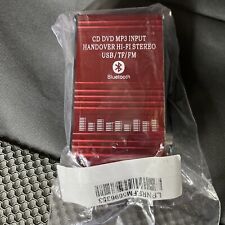 CD DVD MP3 INPUT
HANDOVER HI-FI STEREO
USB/TF/FM
Bluetooth